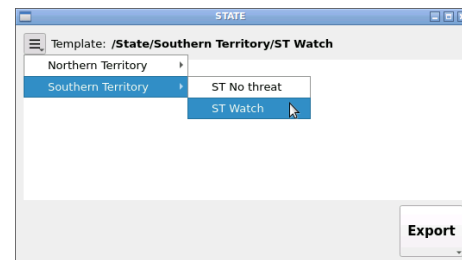 STATE
Template: /State/Southern Territory/ST Watch
Northern Territory
Southern Territory
ST No threat
ST Watch
Export